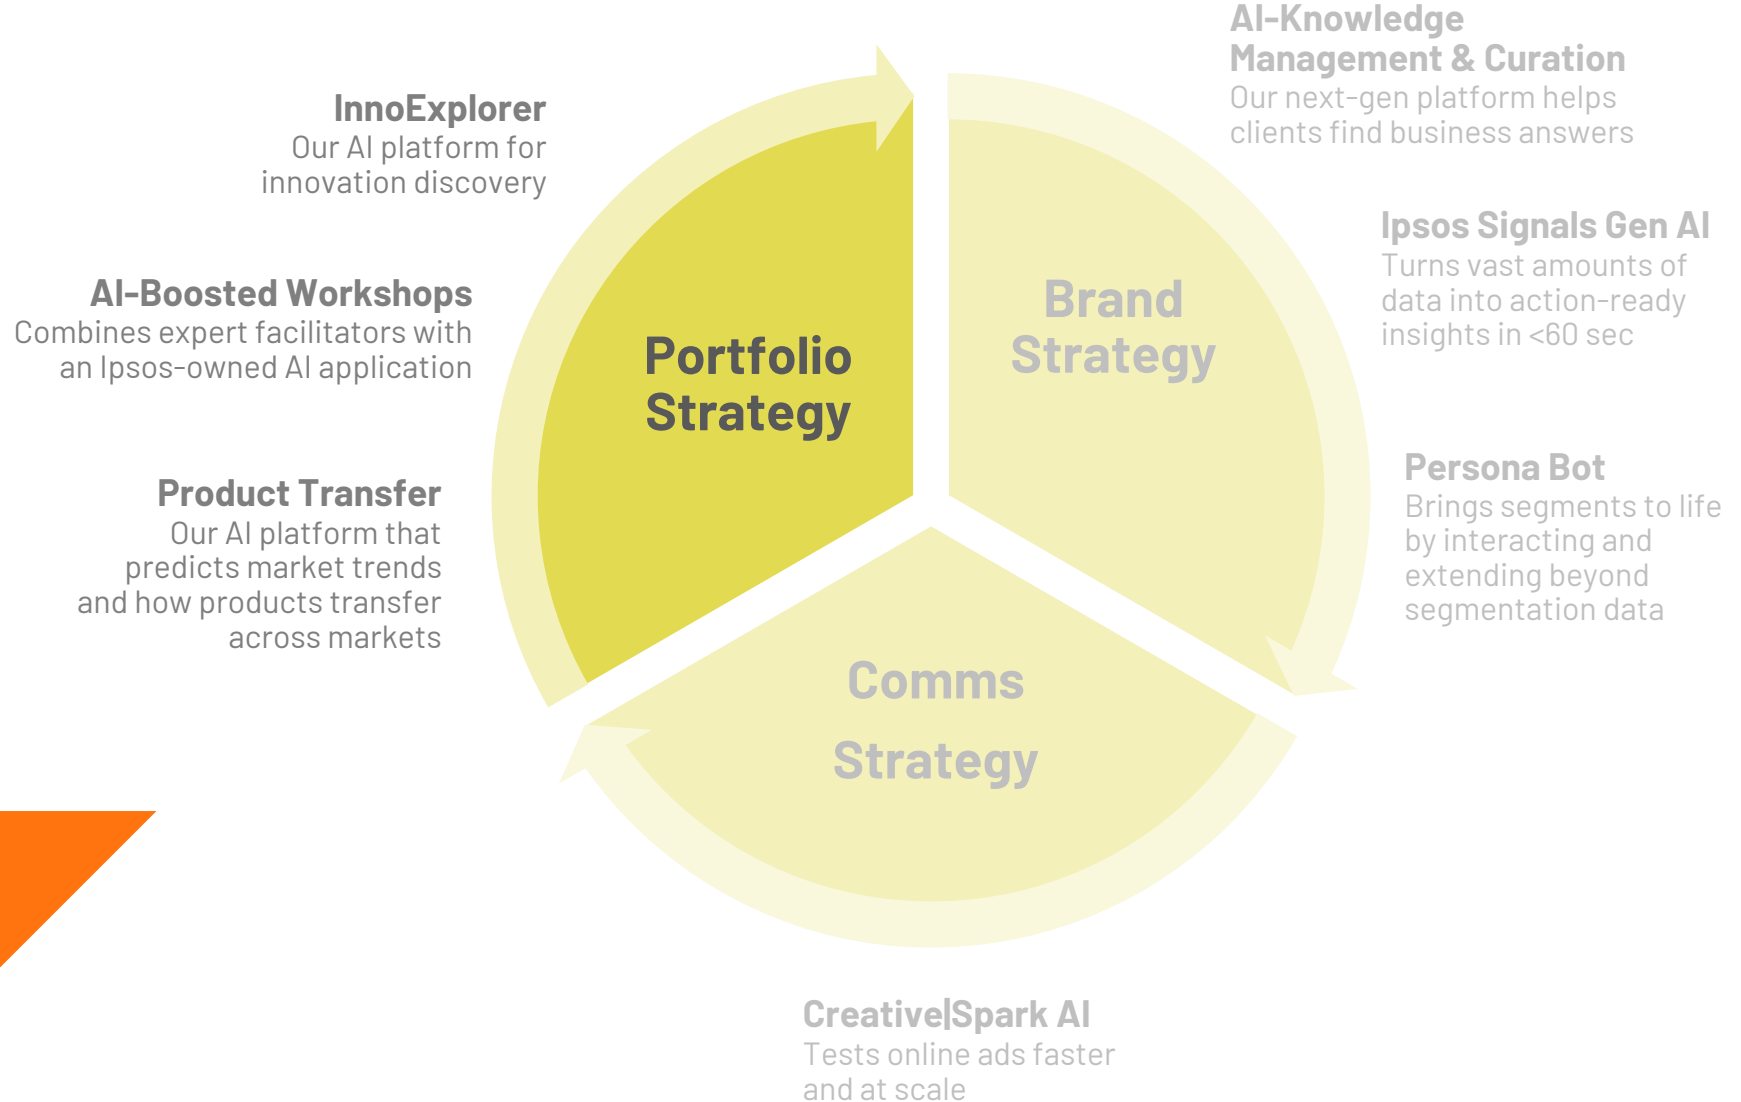 InnoExplorer
Our AI platform for
innovation discovery
AI-Boosted Workshops
Combines expert facilitators with
an Ipsos-owned AI application
Product Transfer
Our AI platform that
predicts market trends
and how products transfer
across markets
Portfolio
Strategy
Brand
Strategy
Comms
Strategy
AI-Knowledge
Management & Curation
Our next-gen platform helps
clients find business answers
Ipsos Signals Gen AI
Turns vast amounts of
data into action-ready
insights in <60 sec
Persona Bot
Brings segments to life
by interacting and
extending beyond
segmentation data
Creative|Spark AI
Tests online ads faster
and at scale